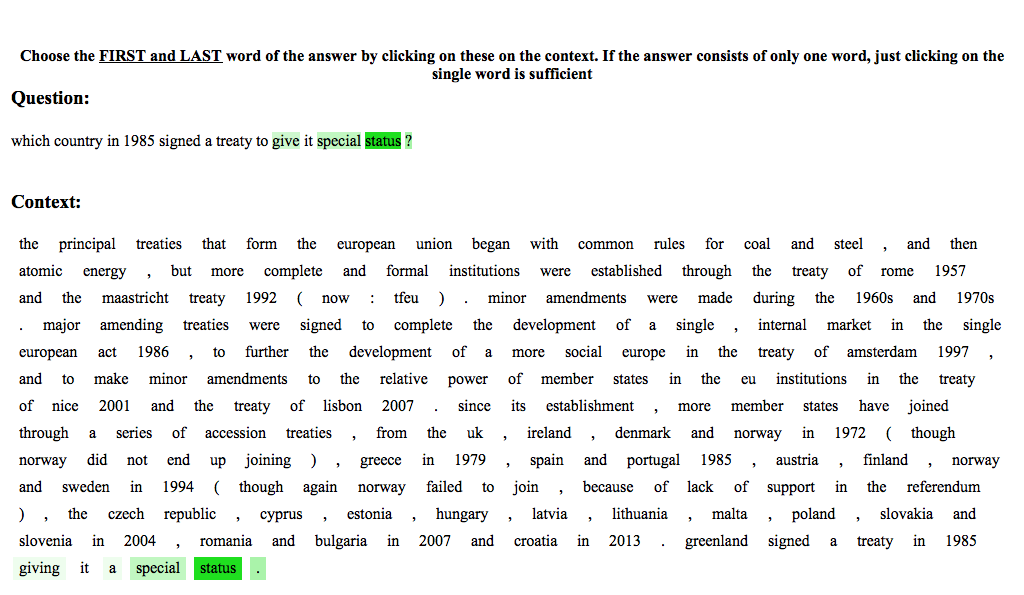 Choose the FIRST and LAST word of the answer by clicking on these on the context. If the answer consists of only one word, just clicking on the
single word is sufficient
Question:
which country in 1985 signed a treaty to give it special status ?
Context:
the principal treaties that form the european union began with common rules for coal and steel , and then
atomic energy , but more complete and formal institutions were established through the treaty of rome 1957
and the maastricht treaty 1992 ( now : tfeu ) . minor amendments were made during the 1960s and 1970s
. major amending treaties were signed to complete the development of a single , internal market in the single
european act 1986 , to further the development of a more social europe in the treaty of amsterdam 1997 ,
and to make minor amendments to the relative power of member states in the eu institutions in the treaty
of nice 2001 and the treaty of lisbon 2007 . since its establishment , more member states have joined
through a series of accession treaties , from the uk , ireland , denmark and norway in 1972 ( though
norway did not end up joining ) , greece in 1979 , spain and portugal 1985 , austria , finland , norway
and sweden in 1994 ( though again norway failed to join , because of lack of support in the referendum
) , the czech republic , cyprus , estonia , hungary , latvia , lithuania , malta , poland , slovakia and
slovenia in 2004 , romania and bulgaria in 2007 and croatia in 2013 . greenland signed a treaty in 1985
giving it a special status .